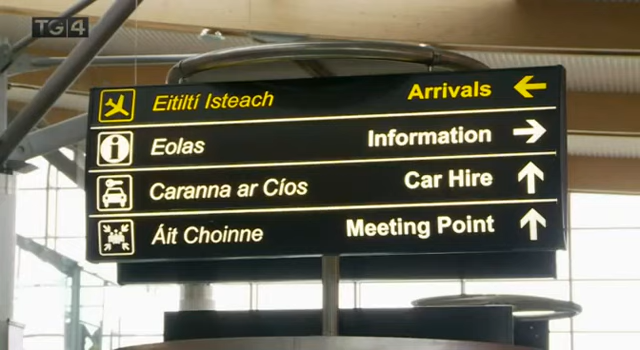 TG4
Eitiltí Isteach Arrivals
Eolas Information
Caranna ar Cíos Car Hire
Áit Choinne Meeting Point